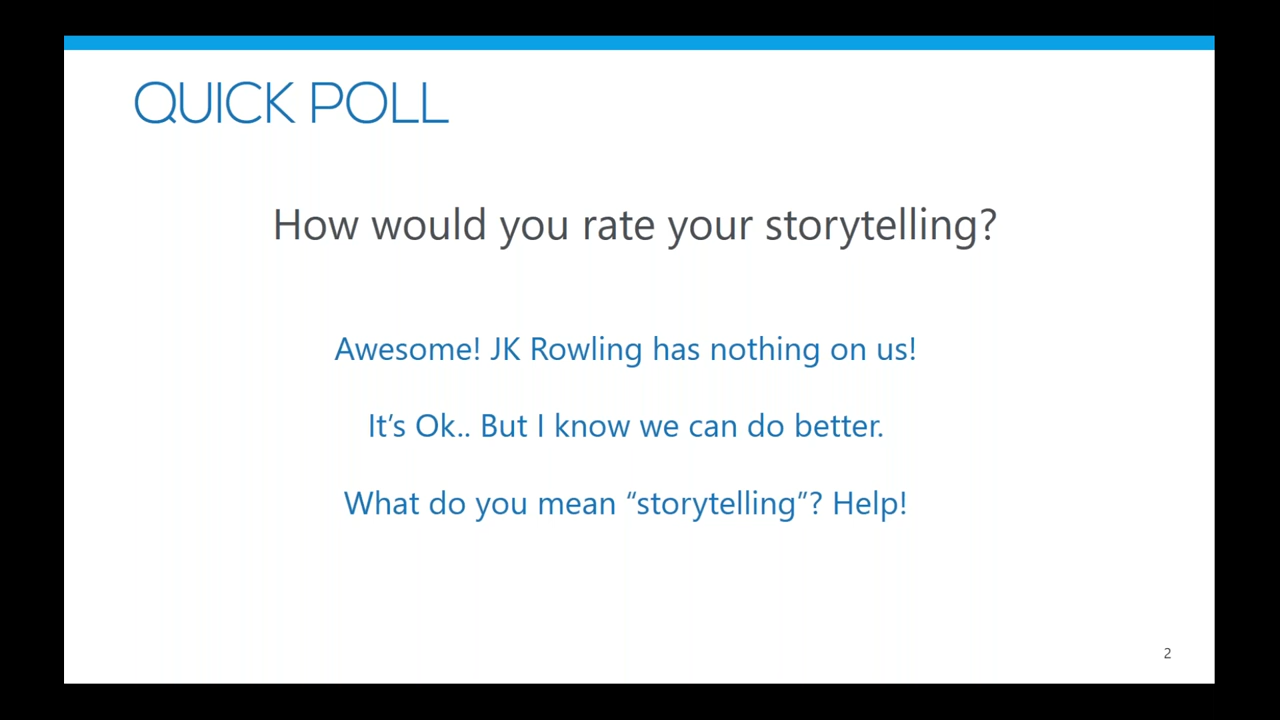 QUICK POLL
How would you rate your storytelling?
Awesome! JK Rowling has nothing on us!
It’s Ok.. But I know we can do better.
What do you mean “storytelling”? Help!
2